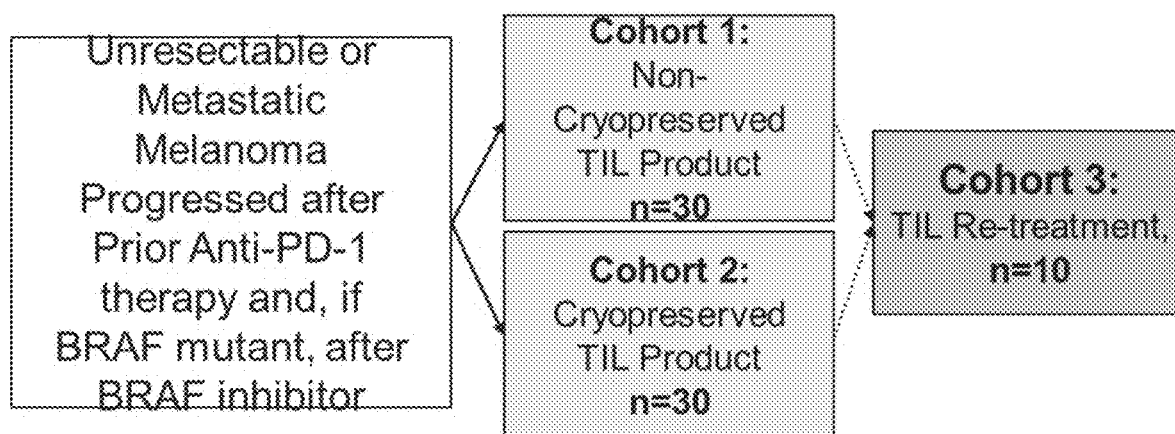 Unresectable or
Metastatic
Melanoma
Progressed after
Prior Anti-PD-1
therapy and, if
BRAF mutant, after
BRAF inhibitor
Cohort 1:
Non-
Cryopreserved
TIL Product
n=30
Cohort 2:
Cryopreserved
TIL Product
n=30
Cohort 3:
TIL Re-treatment,
n=10